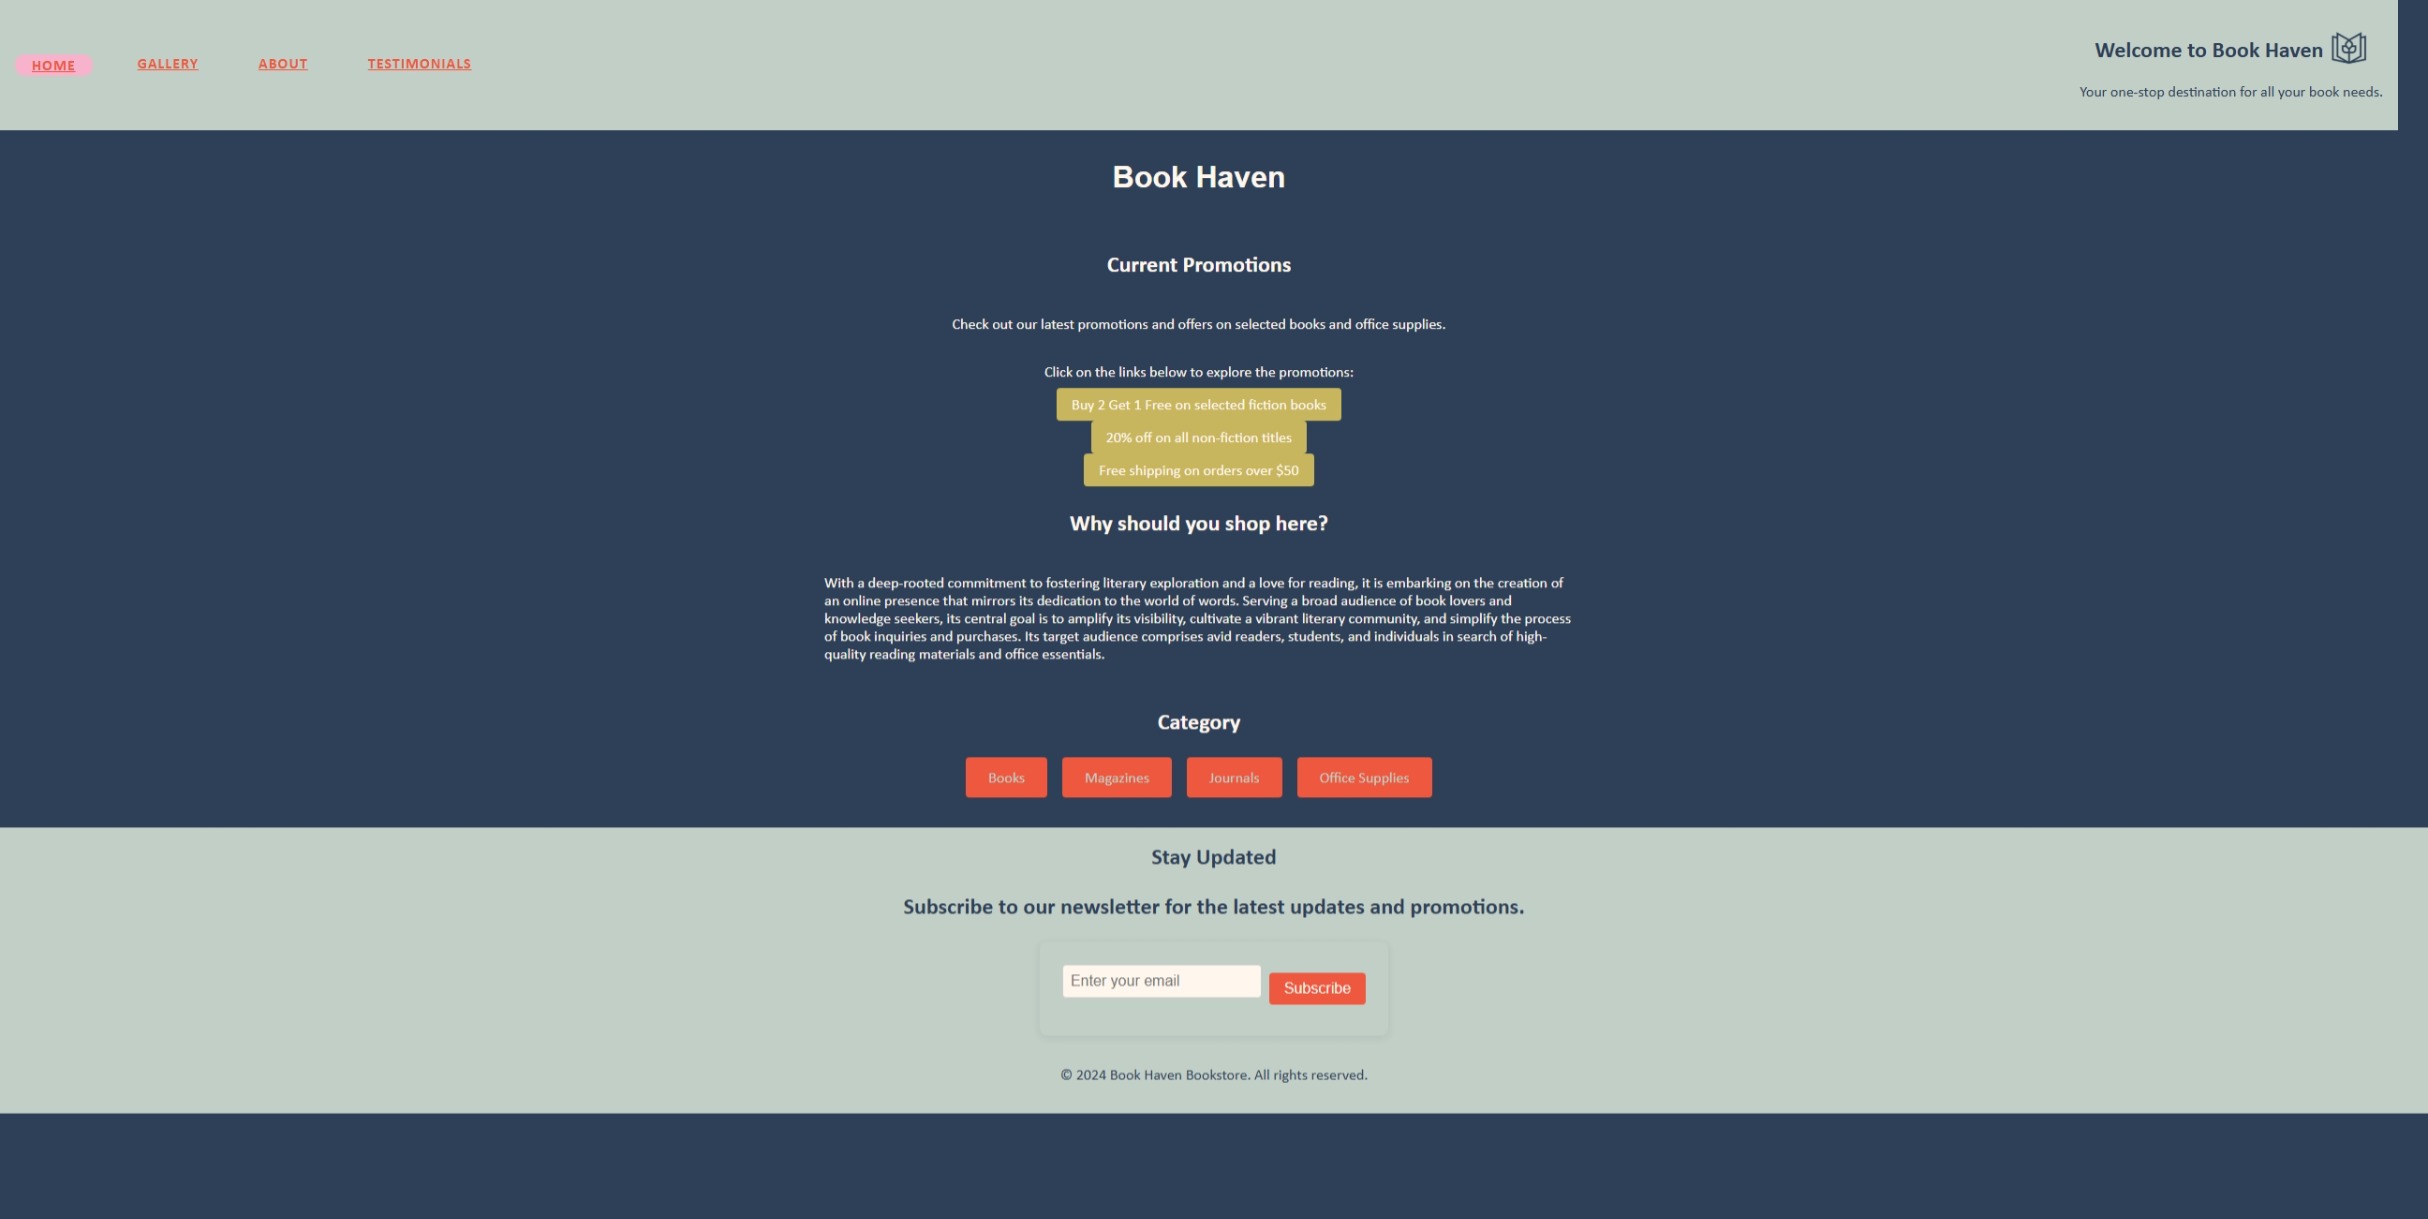 HOME
GALLERY
ABOUT
TESTIMONIALS
Welcome to Book Haven
Your one-stop destination for all your book needs.
Book Haven
Current Promotions
Check out our latest promotions and offers on selected books and office supplies.
Click on the links below to explore the promotions:
Buy 2 Get 1 Free on selected fiction books
20% off on all non-fiction titles
Free shipping on orders over $50
Why should you shop here?
With a deep-rooted commitment to fostering literary exploration and a love for reading, it is embarking on the creation of
an online presence that mirrors its dedication to the world of words. Serving a broad audience of book lovers and
knowledge seekers, its central goal is to amplify its visibility, cultivate a vibrant literary community, and simplify the process
of book inquiries and purchases. Its target audience comprises avid readers, students, and individuals in search of high-
quality reading materials and office essentials.
Category
Books
Magazines
Journals
Office Supplies
Stay Updated
Subscribe to our newsletter for the latest updates and promotions.
Enter your email
Subscribe
© 2024 Book Haven Bookstore. All rights reserved.